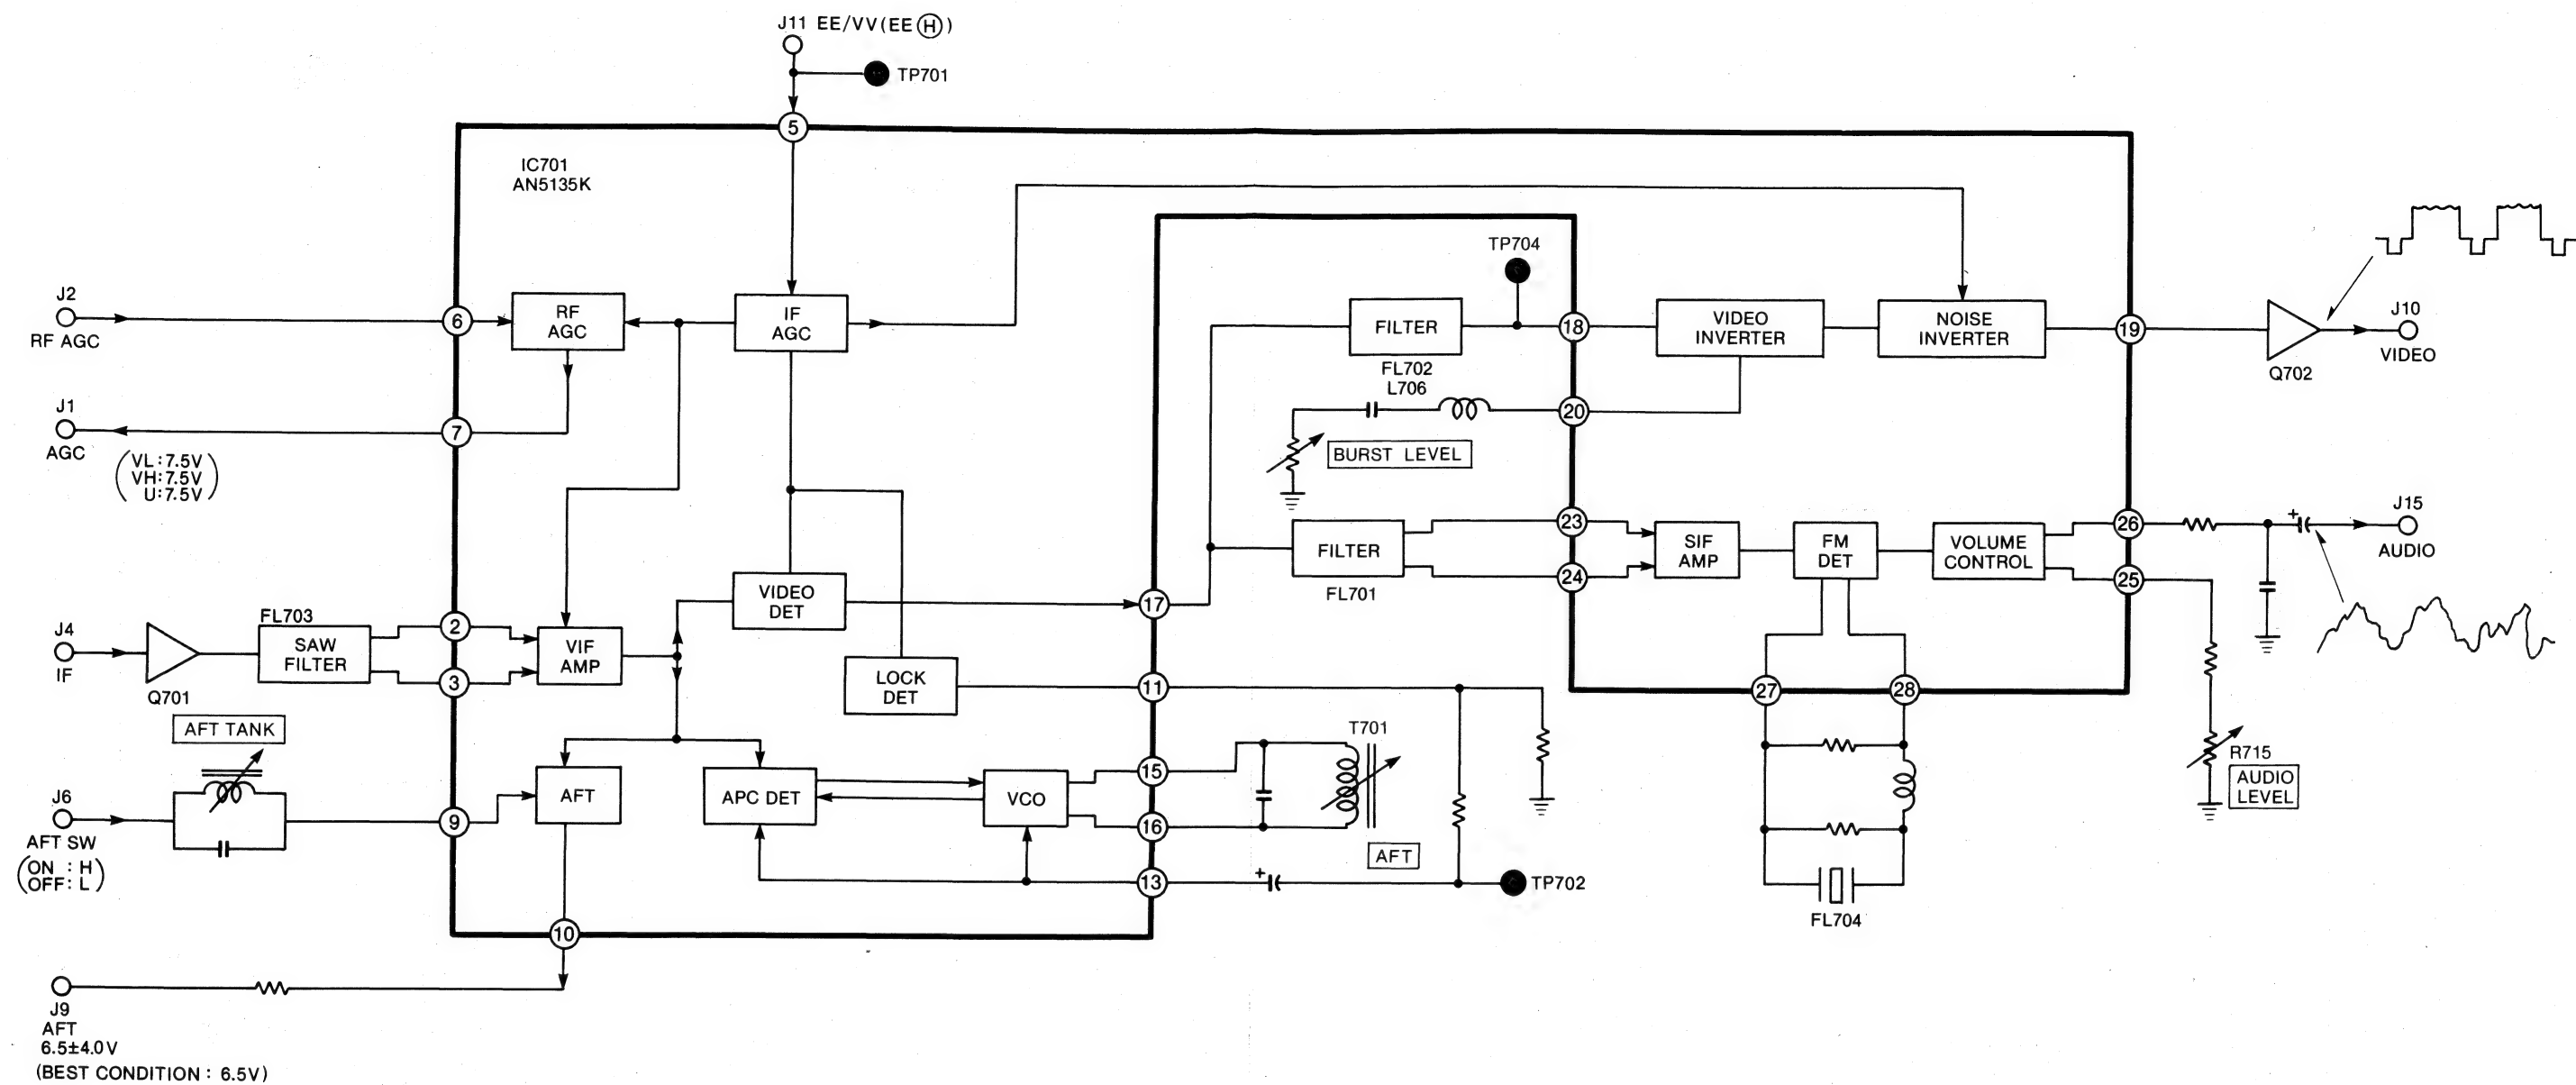 J11 EE/VV(EE Ⓗ)
TP701
5
IC701
AN5135K
TP704
J2
RF AGC
6
RF
AGC
IF
AGC
FILTER
FL702
18
VIDEO
INVERTER
NOISE
INVERTER
19
Q702
J10
VIDEO
J1
AGC
(VL:7.5V
VH:7.5V
U:7.5V)
7
L706
20
BURST LEVEL
FILTER
FL701
23
24
SIF
AMP
FM
DET
VOLUME
CONTROL
26
25
J15
AUDIO
+
VIDEO
DET
17
J4
IF
Q701
FL703
SAW
FILTER
2
3
VIF
AMP
LOCK
DET
11
27
28
AFT TANK
J6
AFT SW
(ON : H
OFF: L)
9
AFT
APC DET
VCO
15
16
13
T701
AFT
+
TP702
R715
AUDIO
LEVEL
FL704
10
J9
AFT
6.5±4.0V
(BEST CONDITION : 6.5V)